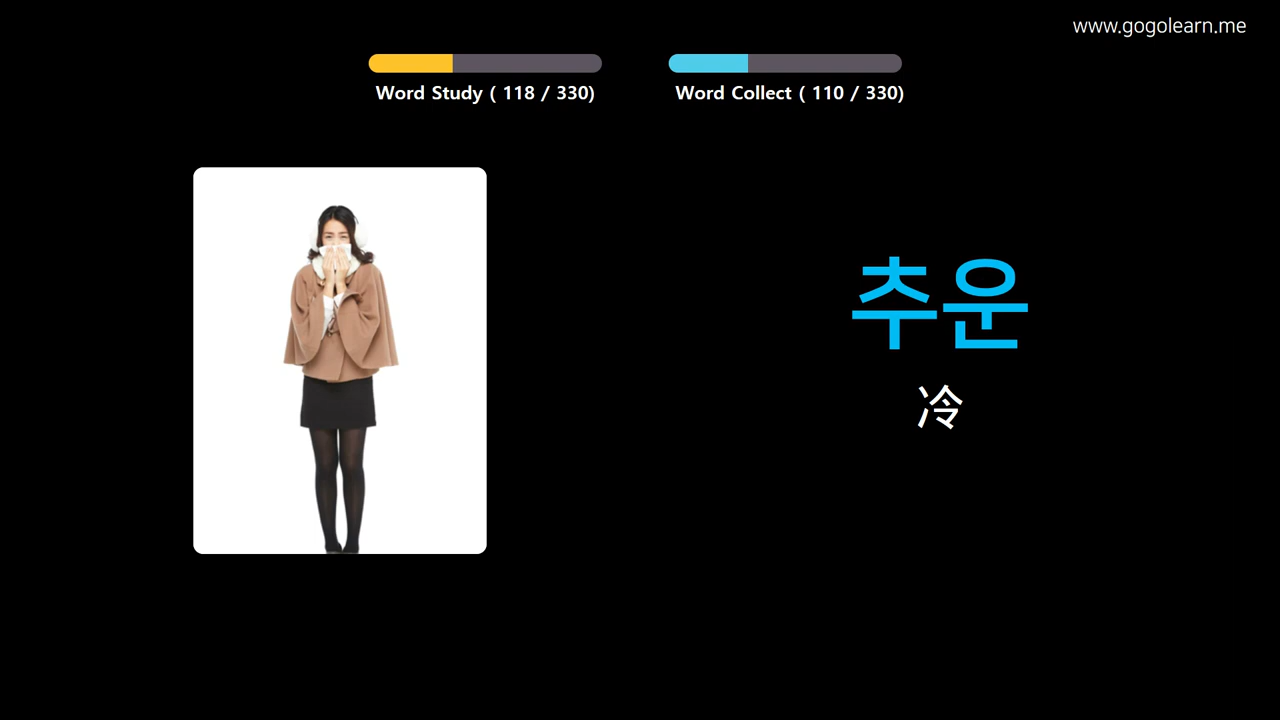 www.gogolearn.me
Word Study ( 118 / 330)
Word Collect ( 110 / 330)
추운
冷